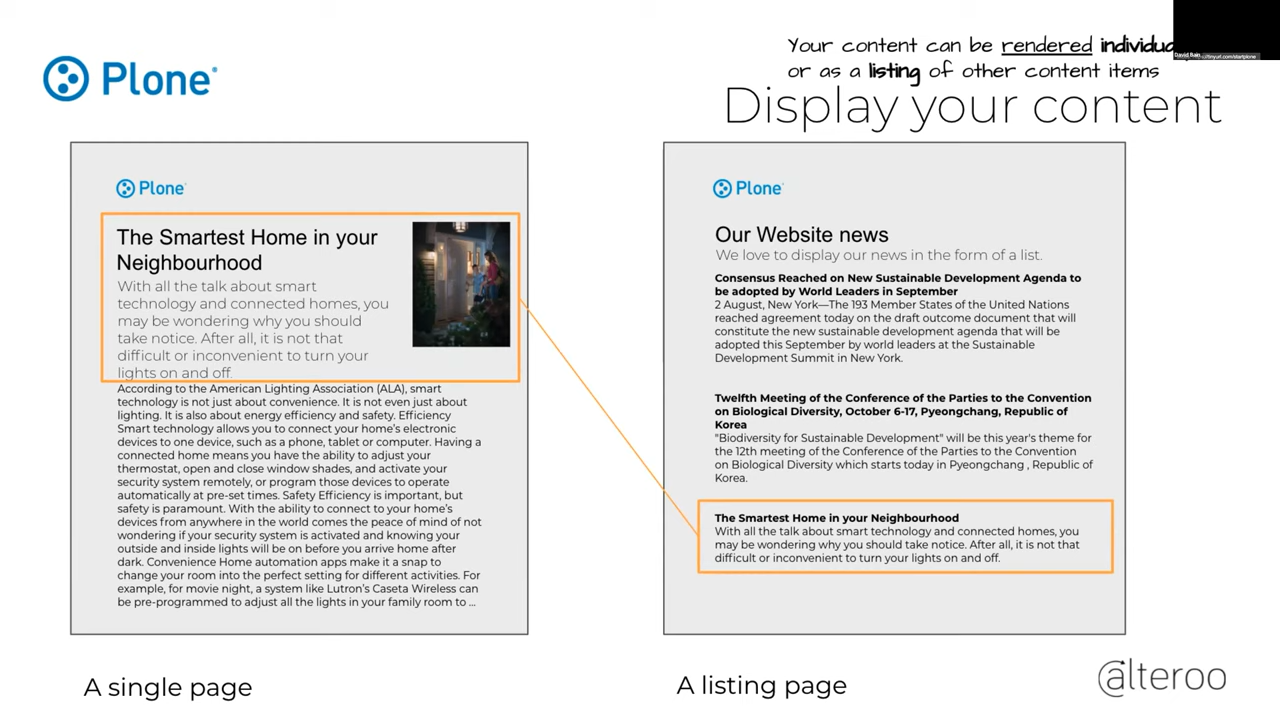 Your content can be rendered
or as a listing of other content items
David Bain
Plone
Display your content
Plone
The Smartest Home in your
Neighbourhood
With all the talk about smart
technology and connected homes, you
may be wondering why you should
take notice. After all, it is not that
difficult or inconvenient to turn your
lights on and off.
According to the American Lighting Association (ALA), smart
technology is not just about convenience. It is not even just about
lighting. It is also about energy efficiency and safety. Efficiency
Smart technology allows you to connect your home's electronic
devices to one device, such as a phone, tablet or computer. Having a
connected home means you have the ability to adjust your
thermostat, open and close window shades, and activate your
security system remotely, or program those devices to operate
automatically at pre-set times. Safety Efficiency is important, but
safety is paramount. With the ability to connect to your home's
devices from anywhere in the world comes the peace of mind of not
wondering if your security system is activated and knowing your
outside and inside lights will be on before you arrive home after
dark. Convenience Home automation apps make it a snap to
change your room into the perfect setting for different activities. For
example, for movie night, a system like Lutron's Caseta Wireless can
be pre-programmed to adjust all the lights in your family room to ...
A single page
Plone
Our Website news
We love to display our news in the form of a list.
Consensus Reached on New Sustainable Development Agenda to
be adopted by World Leaders in September
2 August, New York—The 193 Member States of the United Nations
reached agreement today on the draft outcome document that will
constitute the new sustainable development agenda that will be
adopted this September by world leaders at the Sustainable
Development Summit in New York.
Twelfth Meeting of the Conference of the Parties to the Convention
on Biological Diversity, October 6-17, Pyeongchang, Republic of
Korea
"Biodiversity for Sustainable Development" will be this year's theme for
the 12th meeting of the Conference of the Parties to the Convention
on Biological Diversity which starts today in Pyeongchang , Republic of
Korea.
The Smartest Home in your Neighbourhood
With all the talk about smart technology and connected homes, you
may be wondering why you should take notice. After all, it is not that
difficult or inconvenient to turn your lights on and off.
A listing page
alteroo